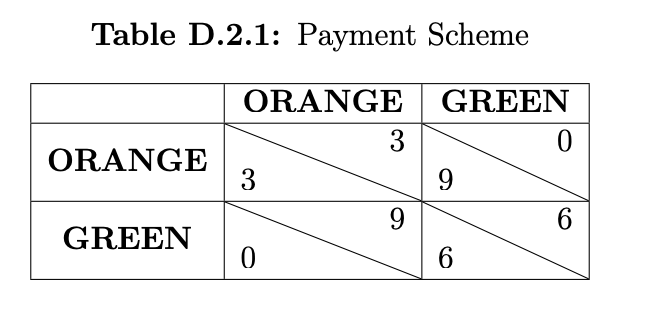 Table D.2.1: Payment Scheme
ORANGE GREEN
3 0
ORANGE
3 9
9 6
GREEN
0 6